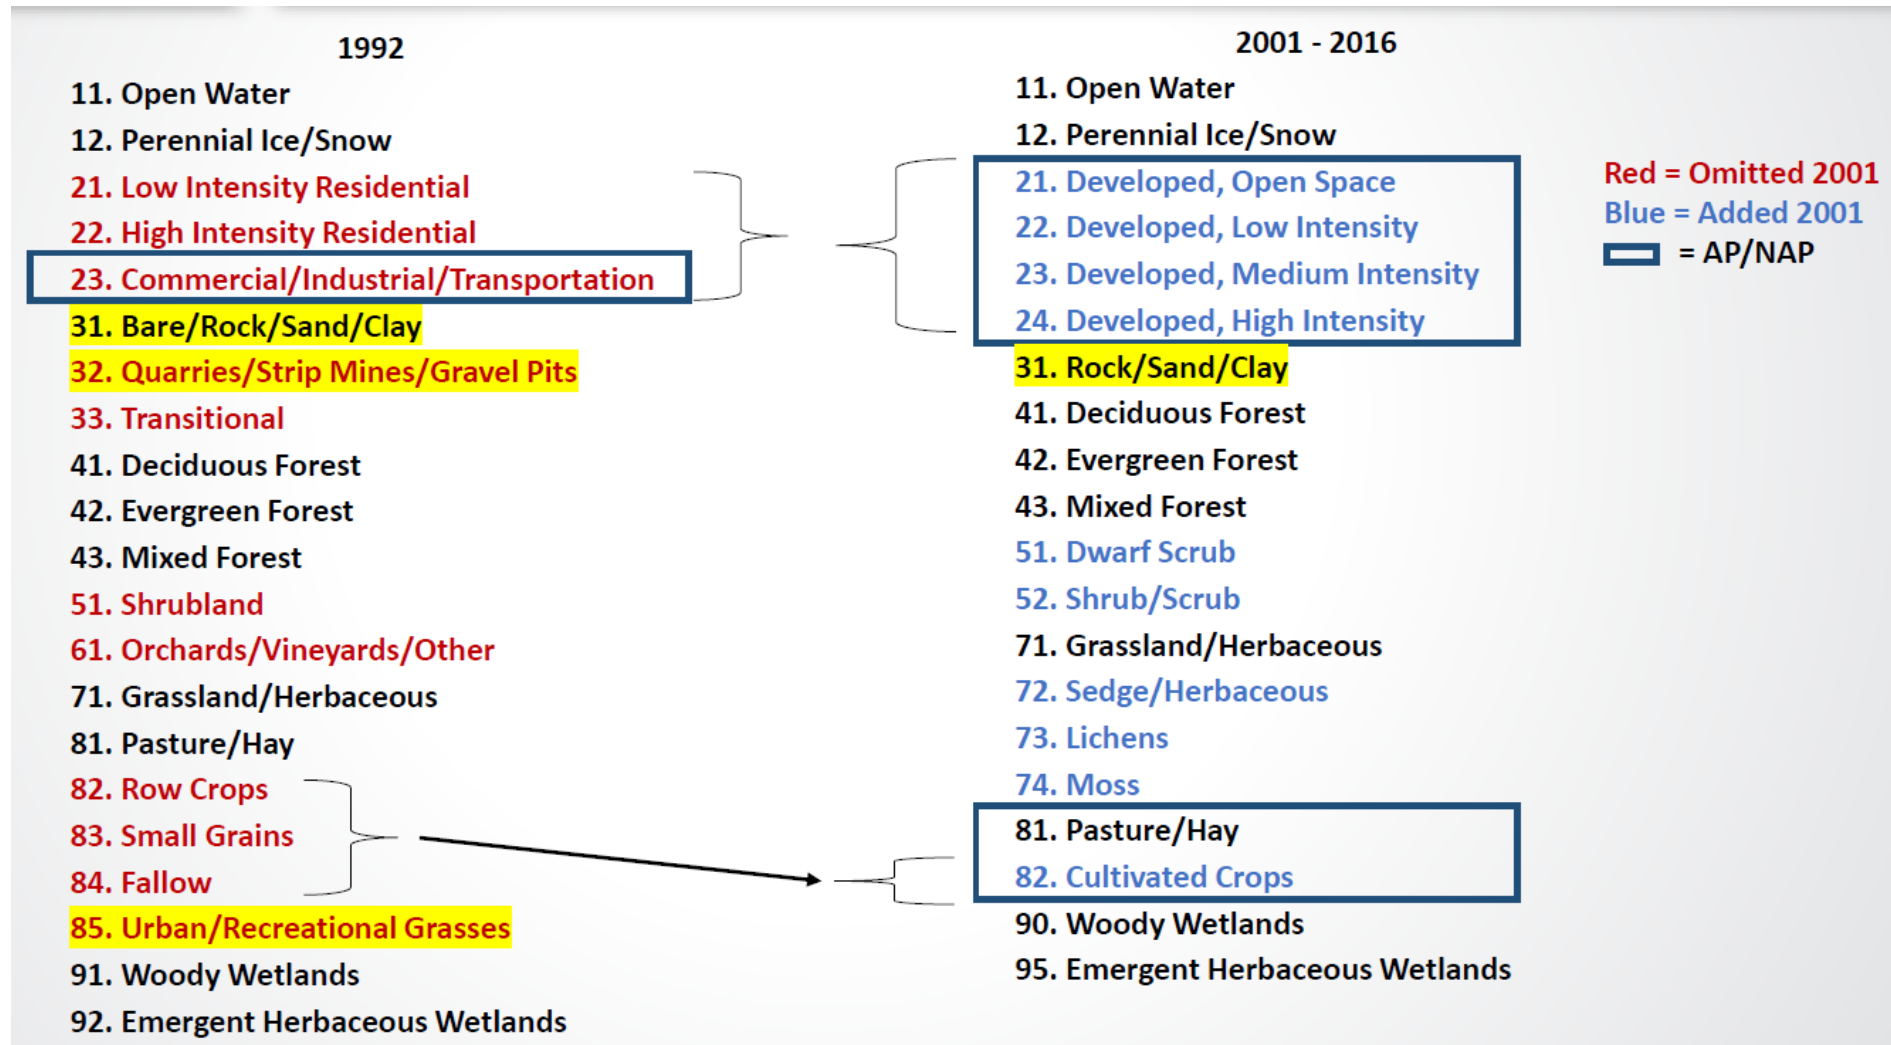 1992
11. Open Water
12. Perennial Ice/Snow
21. Low Intensity Residential
22. High Intensity Residential
23. Commercial/Industrial/Transportation
31. Bare/Rock/Sand/Clay
32. Quarries/Strip Mines/Gravel Pits
33. Transitional
41. Deciduous Forest
42. Evergreen Forest
43. Mixed Forest
51. Shrubland
61. Orchards/Vineyards/Other
71. Grassland/Herbaceous
81. Pasture/Hay
82. Row Crops
83. Small Grains
84. Fallow
85. Urban/Recreational Grasses
91. Woody Wetlands
92. Emergent Herbaceous Wetlands
2001 - 2016
11. Open Water
12. Perennial Ice/Snow
21. Developed, Open Space
22. Developed, Low Intensity
23. Developed, Medium Intensity
24. Developed, High Intensity
31. Rock/Sand/Clay
41. Deciduous Forest
42. Evergreen Forest
43. Mixed Forest
51. Dwarf Scrub
52. Shrub/Scrub
71. Grassland/Herbaceous
72. Sedge/Herbaceous
73. Lichens
74. Moss
81. Pasture/Hay
82. Cultivated Crops
90. Woody Wetlands
95. Emergent Herbaceous Wetlands
Red = Omitted 2001
Blue = Added 2001
= AP/NAP